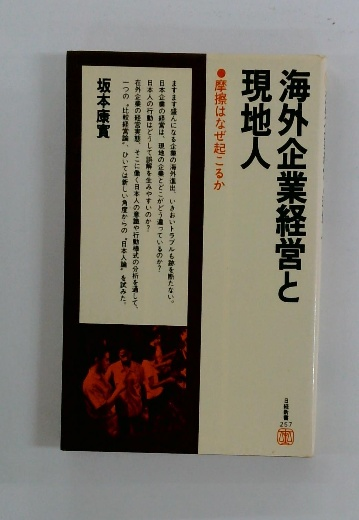 海外企業経営と
現地人
●摩擦はなぜ起こるか
ますます盛んになる企業の海外進出、いきおいトラブルも跡を断たない。
日本企業の経営は、現地の企業とどこがどう違っているのか？
日本人の行動はどうして誤解を生みやすいのか？
在外企業の経営実態、そこに働く日本人の意識や行動様式の分析を通して、
一つの〝比較経営論〟、ひいては新しい角度からの〝日本人論〟を試みた。
坂本康實
日経新書
257